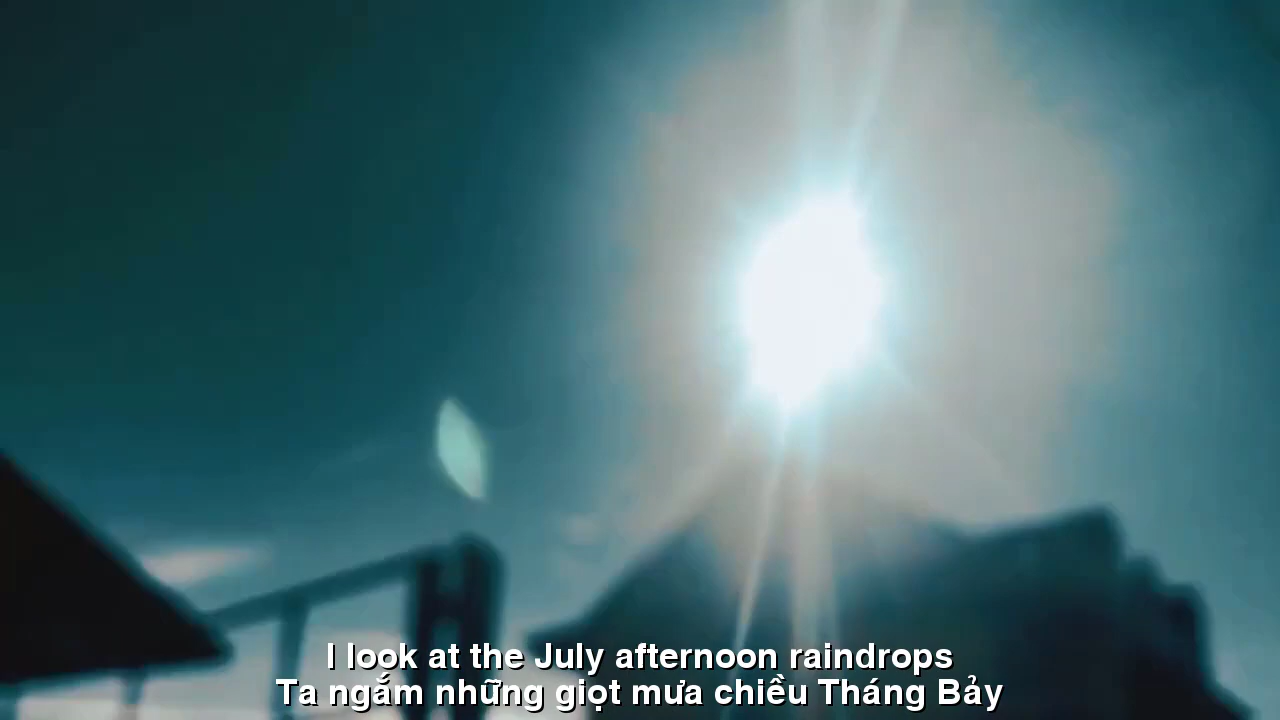 I look at the July afternoon raindrops
Ta ngắm những giọt mưa chiều Tháng Bảy